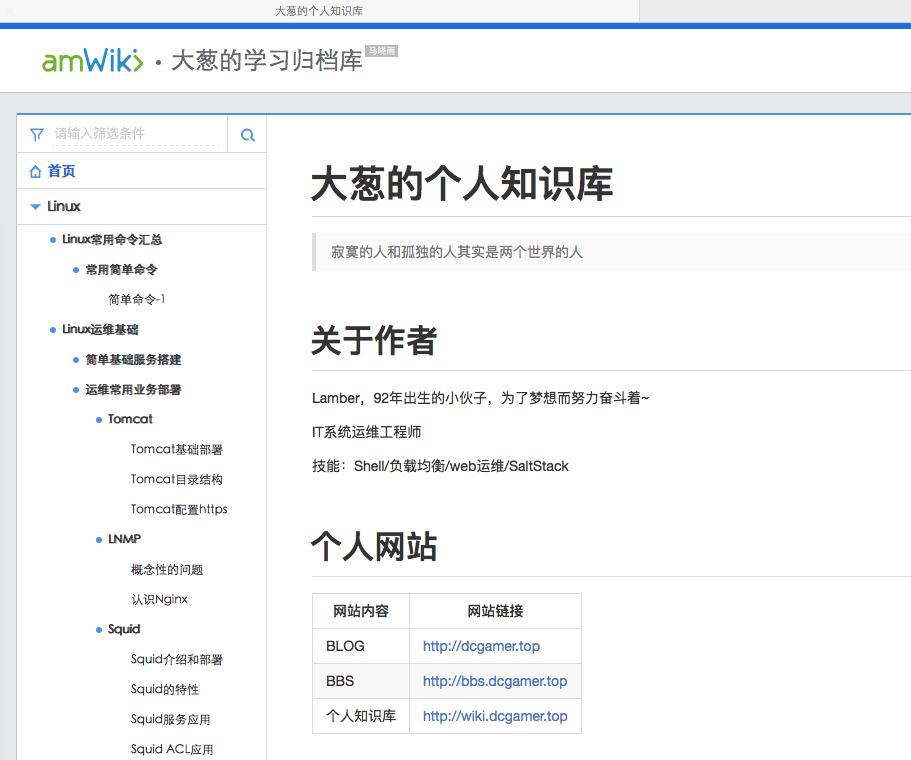 大葱的个人知识库
amWiki · 大葱的学习归档库 马晓雨
请输入筛选条件
首页
Linux
Linux常用命令汇总
常用简单命令
简单命令-1
Linux运维基础
简单基础服务搭建
运维常用业务部署
Tomcat
Tomcat基础部署
Tomcat目录结构
Tomcat配置https
LNMP
概念性的问题
认识Nginx
Squid
Squid介绍和部署
Squid的特性
Squid服务应用
Squid ACL应用
大葱的个人知识库
寂寞的人和孤独的人其实是两个世界的人
关于作者
Lamber，92年出生的小伙子，为了梦想而努力奋斗着~
IT系统运维工程师
技能：Shell/负载均衡/web运维/SaltStack
个人网站
网站内容 网站链接
BLOG http://dcgamer.top
BBS http://bbs.dcgamer.top
个人知识库 http://wiki.dcgamer.top